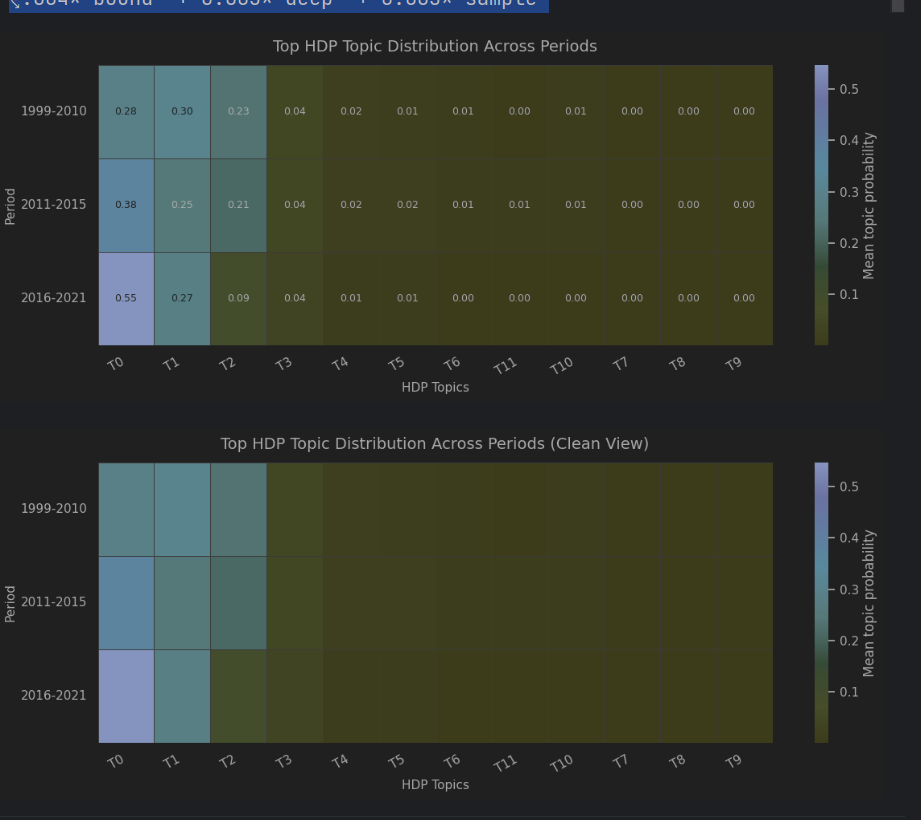 Top HDP Topic Distribution Across Periods
1999-2010 0.28 0.30 0.23 0.04 0.02 0.01 0.01 0.00 0.01 0.00 0.00 0.00
2011-2015 0.38 0.25 0.21 0.04 0.02 0.02 0.01 0.01 0.01 0.00 0.00 0.00
2016-2021 0.55 0.27 0.09 0.04 0.01 0.01 0.00 0.00 0.00 0.00 0.00 0.00
Period
T0 T1 T2 T3 T4 T5 T6 T11 T10 T7 T8 T9
HDP Topics
0.5
0.4
0.3
0.2
0.1
Mean topic probability
Top HDP Topic Distribution Across Periods (Clean View)
1999-2010
2011-2015
2016-2021
Period
T0 T1 T2 T3 T4 T5 T6 T11 T10 T7 T8 T9
HDP Topics
0.5
0.4
0.3
0.2
0.1
Mean topic probability